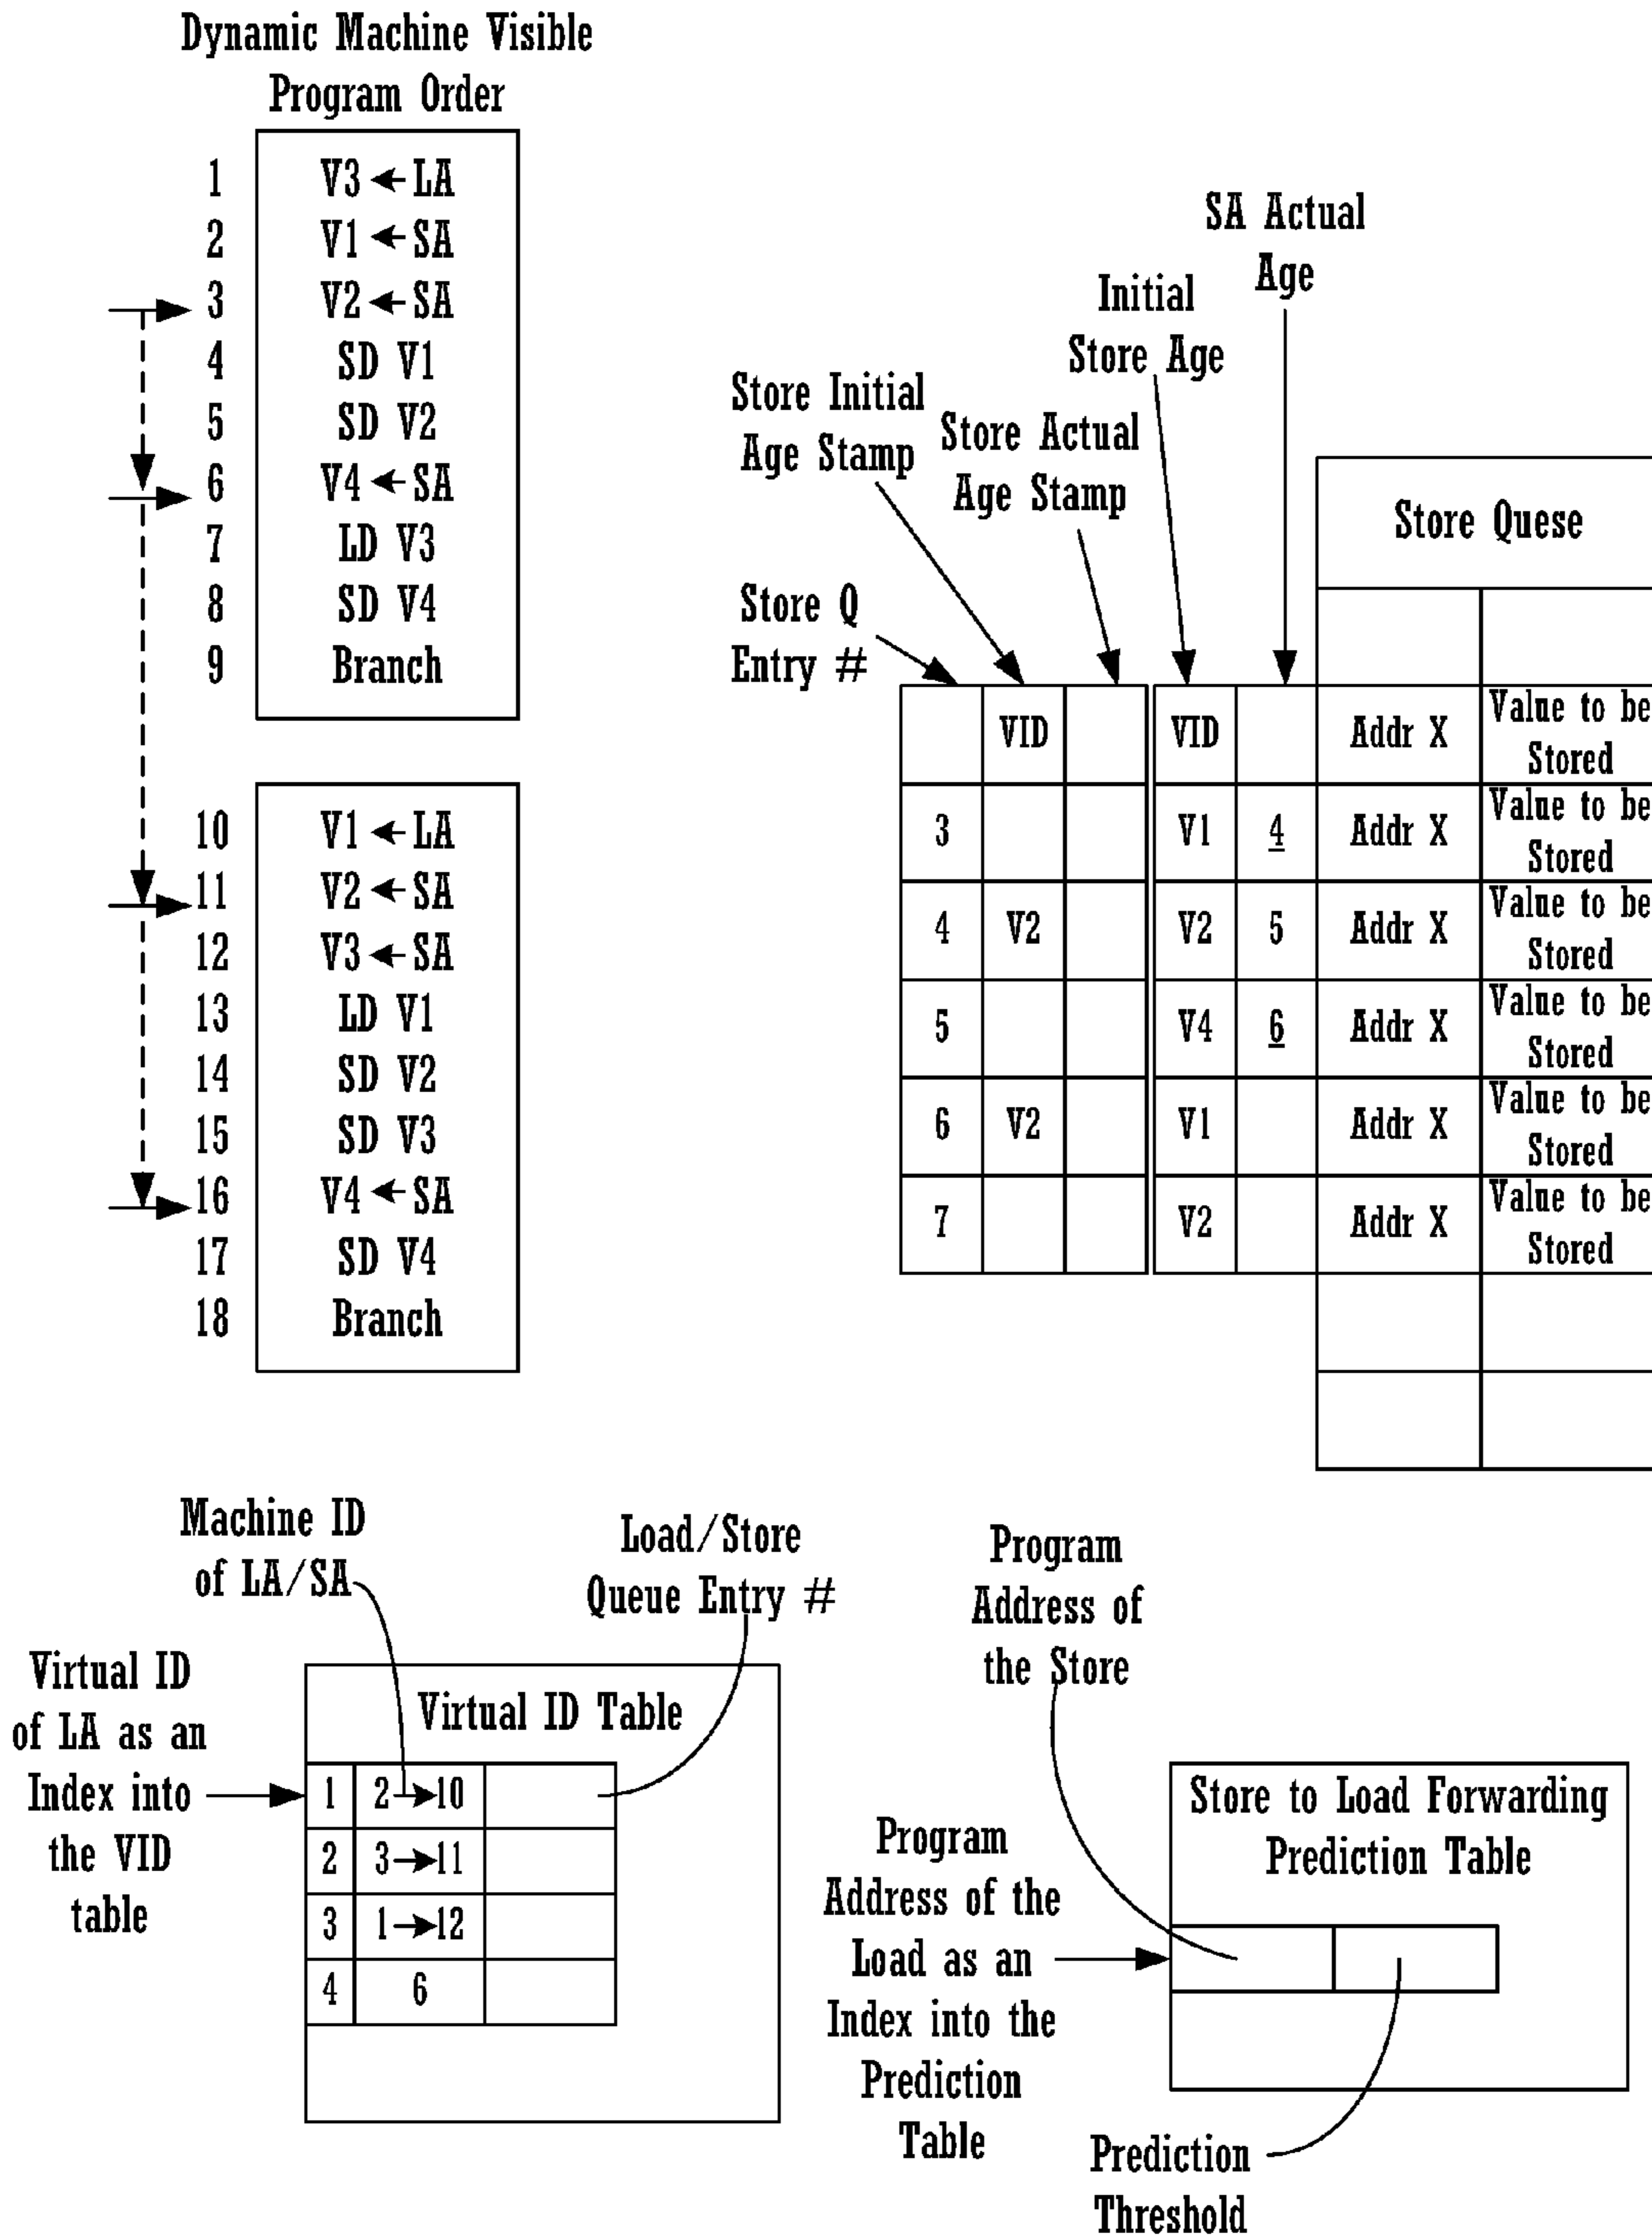 Dynamic Machine Visible
Program Order
1 V3 ← LA
2 V1 ← SA
3 V2 ← SA
4 SD V1
5 SD V2
6 V4 ← SA
7 LD V3
8 SD V4
9 Branch
10 V1 ← LA
11 V2 ← SA
12 V3 ← SA
13 LD V1
14 SD V2
15 SD V3
16 V4 ← SA
17 SD V4
18 Branch
SA Actual
Age
Initial
Store Age
Store Initial
Age Stamp
Store Actual
Age Stamp
Store Q
Entry #
Store Quese
VID VID Addr X Value to be
Stored
3 V1 4 Addr X Value to be
Stored
4 V2 V2 5 Addr X Value to be
Stored
5 V4 6 Addr X Value to be
Stored
6 V2 V1 Addr X Value to be
Stored
7 V2 Addr X Value to be
Stored
Machine ID
of LA/SA
Load/Store
Queue Entry #
Virtual ID
of LA as an
Index into
the VID
table
Virtual ID Table
1 2→10
2 3→11
3 1→12
4 6
Program
Address of
the Store
Program
Address of the
Load as an
Index into the
Prediction
Table
Store to Load Forwarding
Prediction Table
Prediction
Threshold